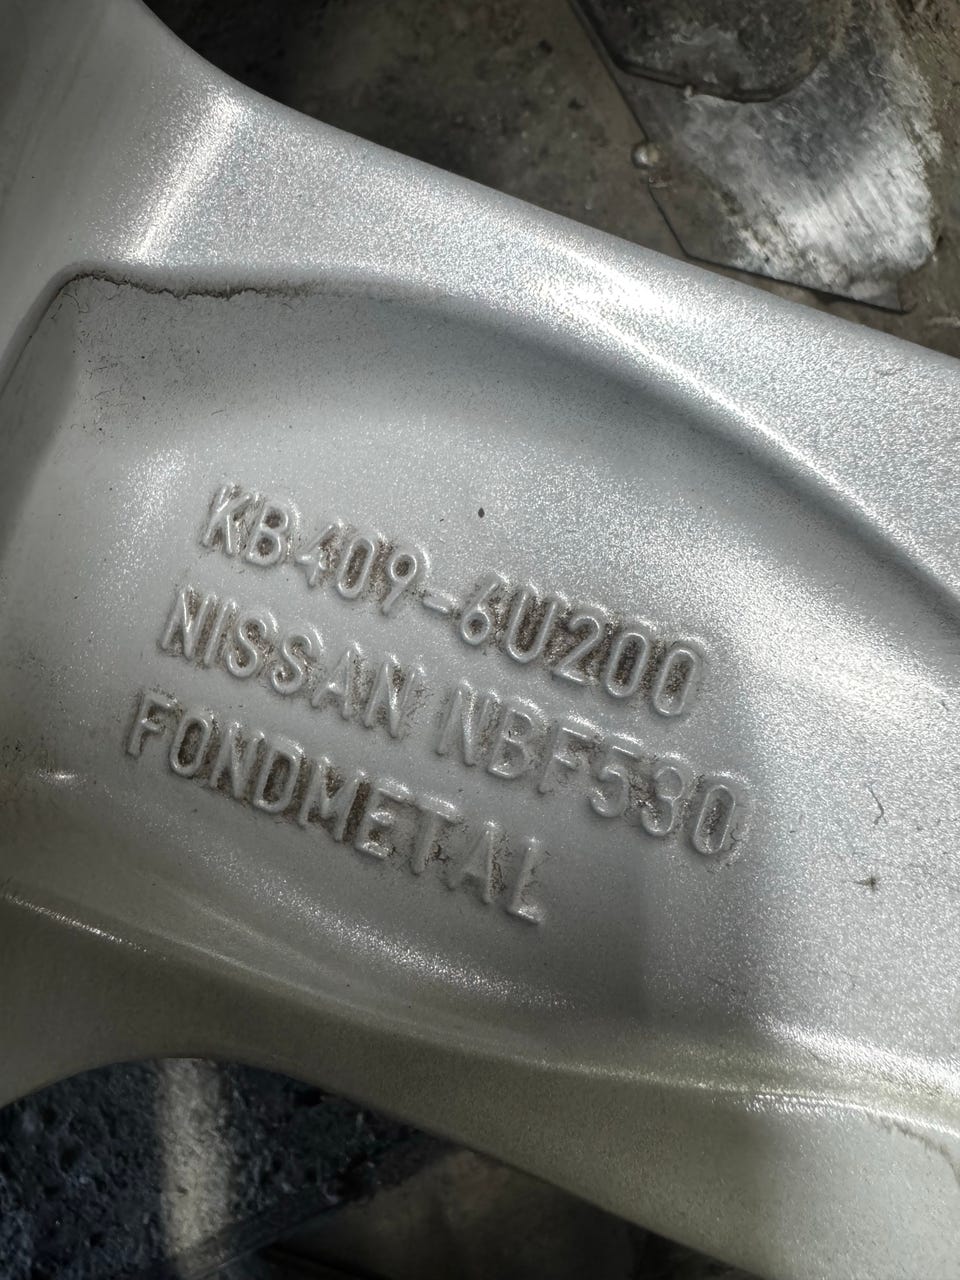 KB409-6U200
NISSAN NBF530
FONDMETAL